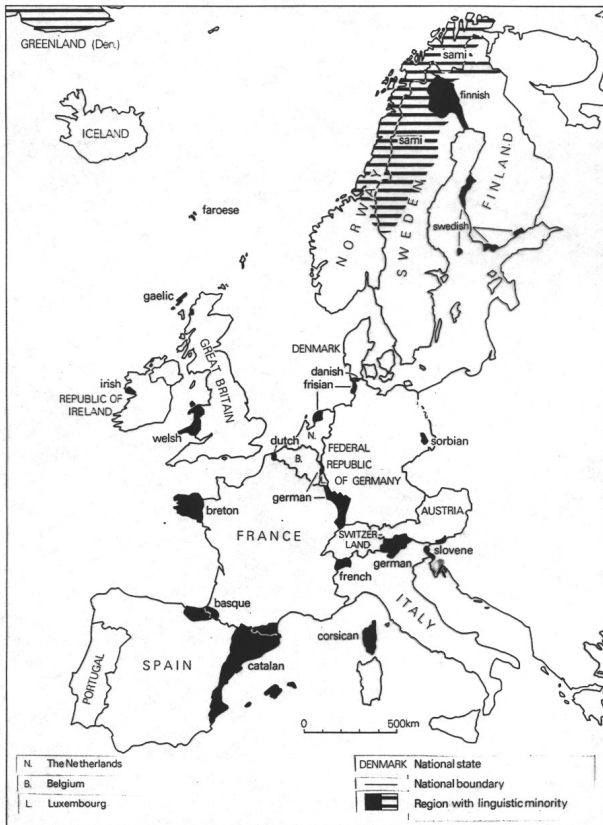 GREENLAND (Den.)
ICELAND
faroese
sami
finnish
sami
NORWAY
SWEDEN
FINLAND
swedish
gaelic
GREAT BRITAIN
irish
REPUBLIC OF
IRELAND
welsh
DENMARK
danish
frisian
N.
dutch
B.
L
FEDERAL
REPUBLIC
OF GERMANY
german
sorbian
breton
FRANCE
SWITZER-
LAND
AUSTRIA
german
slovene
french
ITALY
basque
corsican
catalan
PORTUGAL
SPAIN
0 500km
N. The Netherlands
B. Belgium
L Luxembourg
DENMARK National state
National boundary
Region with linguistic minority